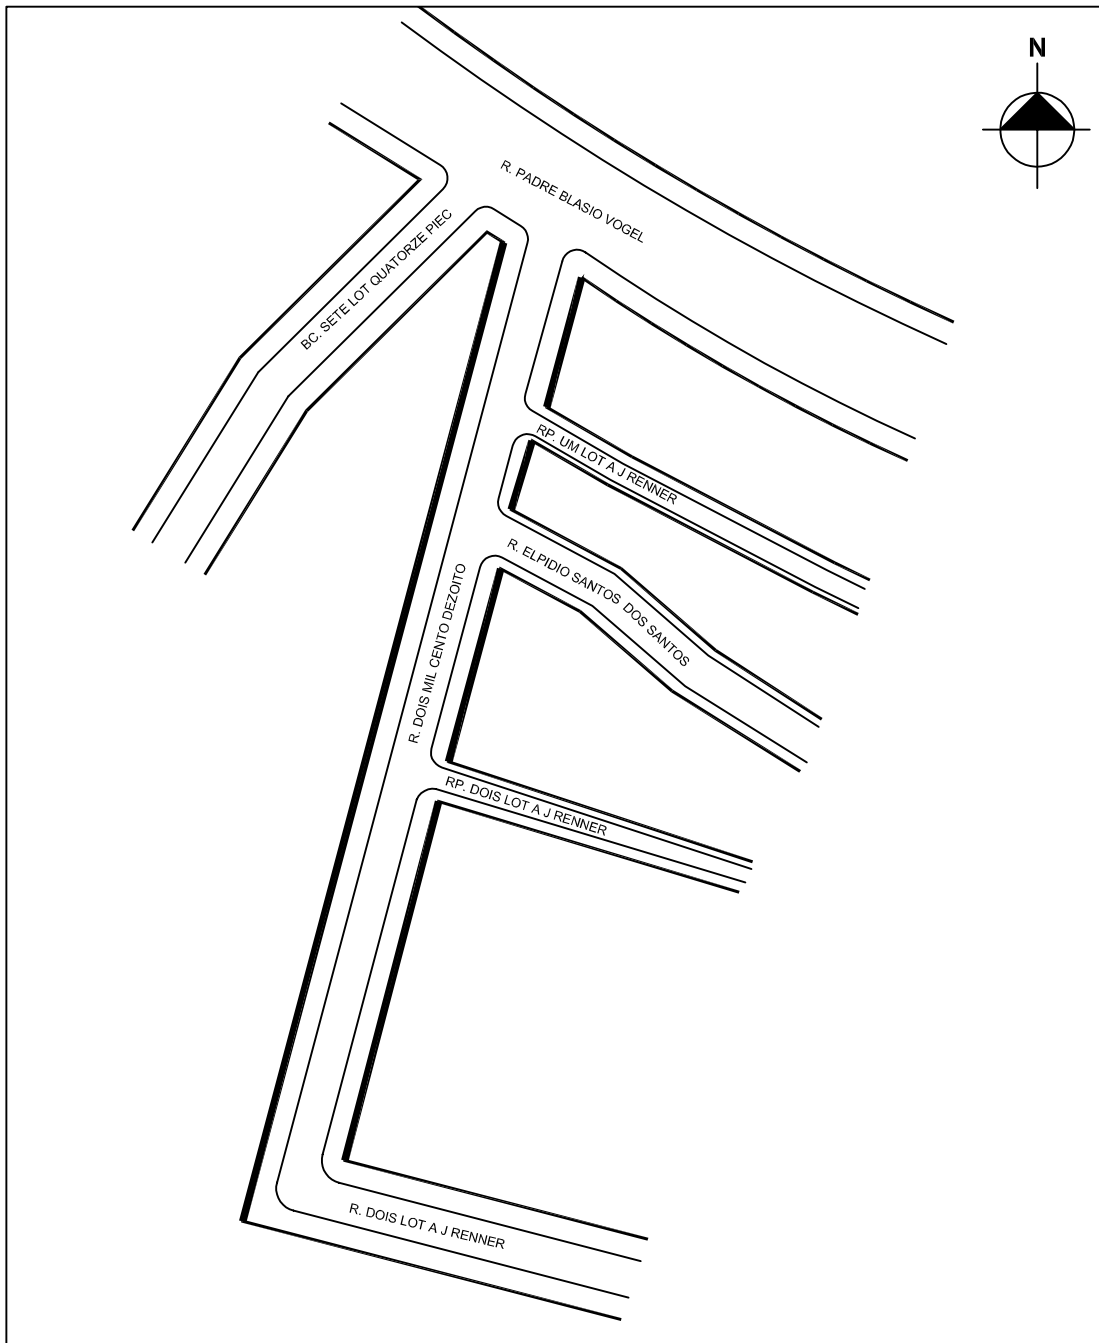 N
R. PADRE BLASIO VOGEL
BC. SETE LOT QUATORZE PIEC
RP. UM LOT A J RENNER
R. ELPIDIO SANTOS DOS SANTOS
R. DOIS MIL CENTO DEZOITO
RP. DOIS LOT A J RENNER
R. DOIS LOT A J RENNER